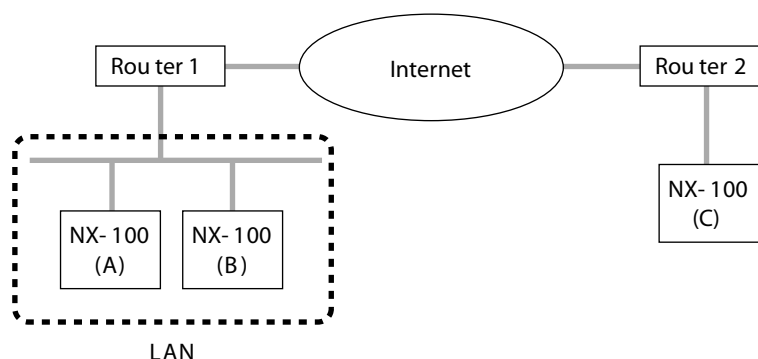 Rou ter 1
Internet
Rou ter 2
NX- 100
(A)
NX- 100
(B)
NX- 100
(C)
LAN